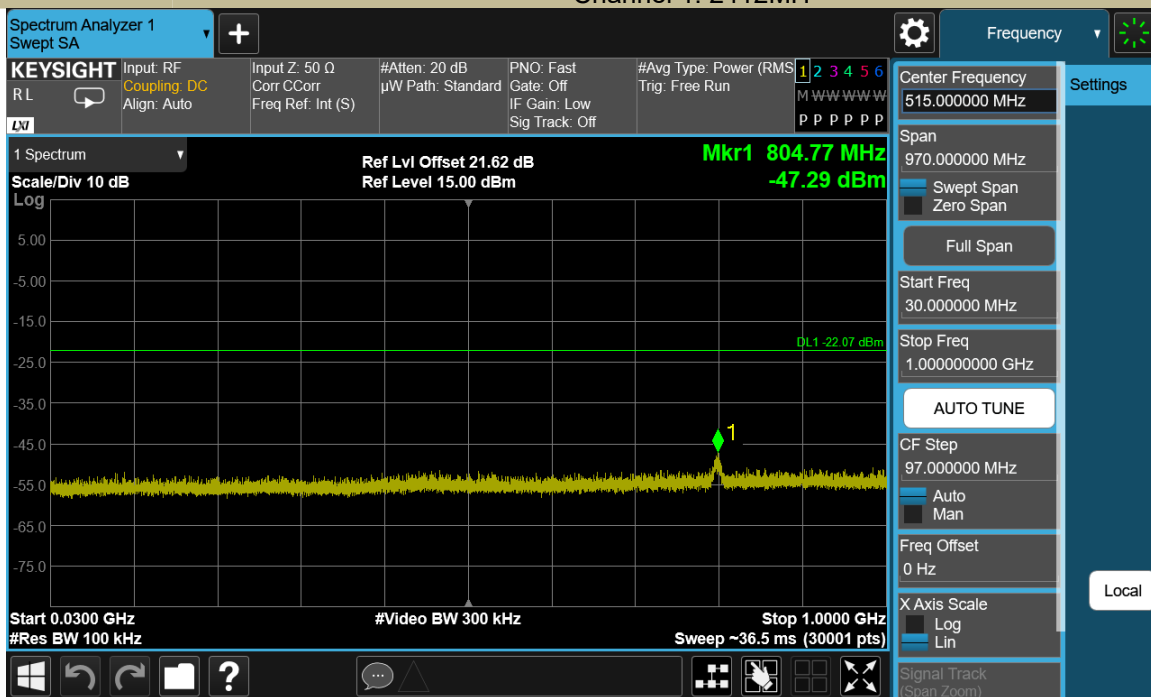 Channel 1: 2412MH
Spectrum Analyzer 1
Swept SA
Frequency
KEYSIGHT
R L
LXI
Input: RF
Coupling: DC
Align: Auto
Input Z: 50 Ω
Corr CCorr
Freq Ref: Int (S)
#Atten: 20 dB
µW Path: Standard
PNO: Fast
Gate: Off
IF Gain: Low
Sig Track: Off
#Avg Type: Power (RMS
Trig: Free Run
1 2 3 4 5 6
M W W W W W
P P P P P P
1 Spectrum
Scale/Div 10 dB
Log
Ref Lvl Offset 21.62 dB
Ref Level 15.00 dBm
Mkr1 804.77 MHz
-47.29 dBm
5.00
-5.00
-15.0
DL1 -22.07 dBm
-25.0
-35.0
1
-45.0
-55.0
-65.0
-75.0
Start 0.0300 GHz
#Res BW 100 kHz
#Video BW 300 kHz
Stop 1.0000 GHz
Sweep ~36.5 ms (30001 pts)
?
Center Frequency
515.000000 MHz
Span
970.000000 MHz
Swept Span
Zero Span
Full Span
Start Freq
30.000000 MHz
Stop Freq
1.000000000 GHz
AUTO TUNE
CF Step
97.000000 MHz
Auto
Man
Freq Offset
0 Hz
X Axis Scale
Log
Lin
Signal Track
(Span Zoom)
Settings
Local